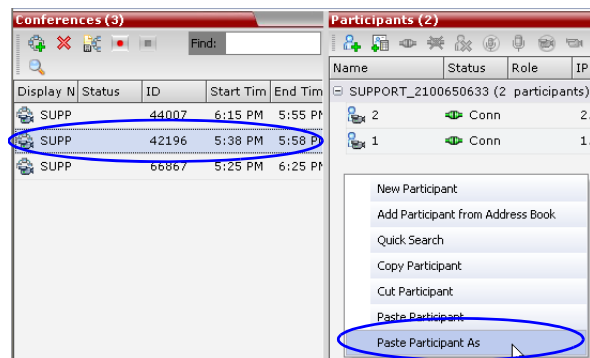 Conferences (3)
Find:
Display N Status ID Start Tim End Tim
SUPP 44007 6:15 PM 5:55 PM
SUPP 42196 5:38 PM 5:58 PM
SUPP 66867 5:25 PM 6:25 PM
Participants (2)
Name Status Role IP
SUPPORT_2100650633 (2 participants)
2 Conn 2.
1 Conn 1.
New Participant
Add Participant from Address Book
Quick Search
Copy Participant
Cut Participant
Paste Participant
Paste Participant As